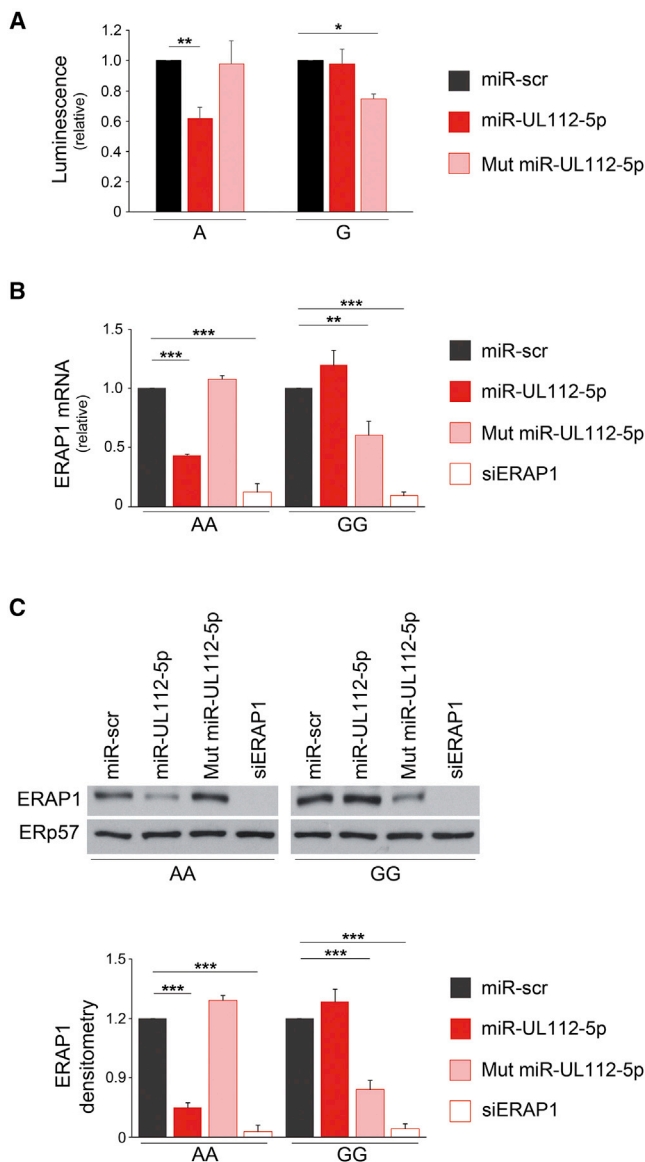 A
Luminescence
(relative)
1.2
1.0
0.8
0.6
0.4
0.2
0
**
*
A
G
miR-scr
miR-UL112-5p
Mut miR-UL112-5p
B
ERAP1 mRNA
(relative)
1.5
1.0
0.5
0
***
***
***
**
AA
GG
miR-scr
miR-UL112-5p
Mut miR-UL112-5p
siERAP1
C
miR-scr
miR-UL112-5p
Mut miR-UL112-5p
siERAP1
miR-scr
miR-UL112-5p
Mut miR-UL112-5p
siERAP1
ERAP1
ERp57
AA
GG
ERAP1
densitometry
1.5
1.2
0.9
0
***
***
***
***
AA
GG
miR-scr
miR-UL112-5p
Mut miR-UL112-5p
siERAP1